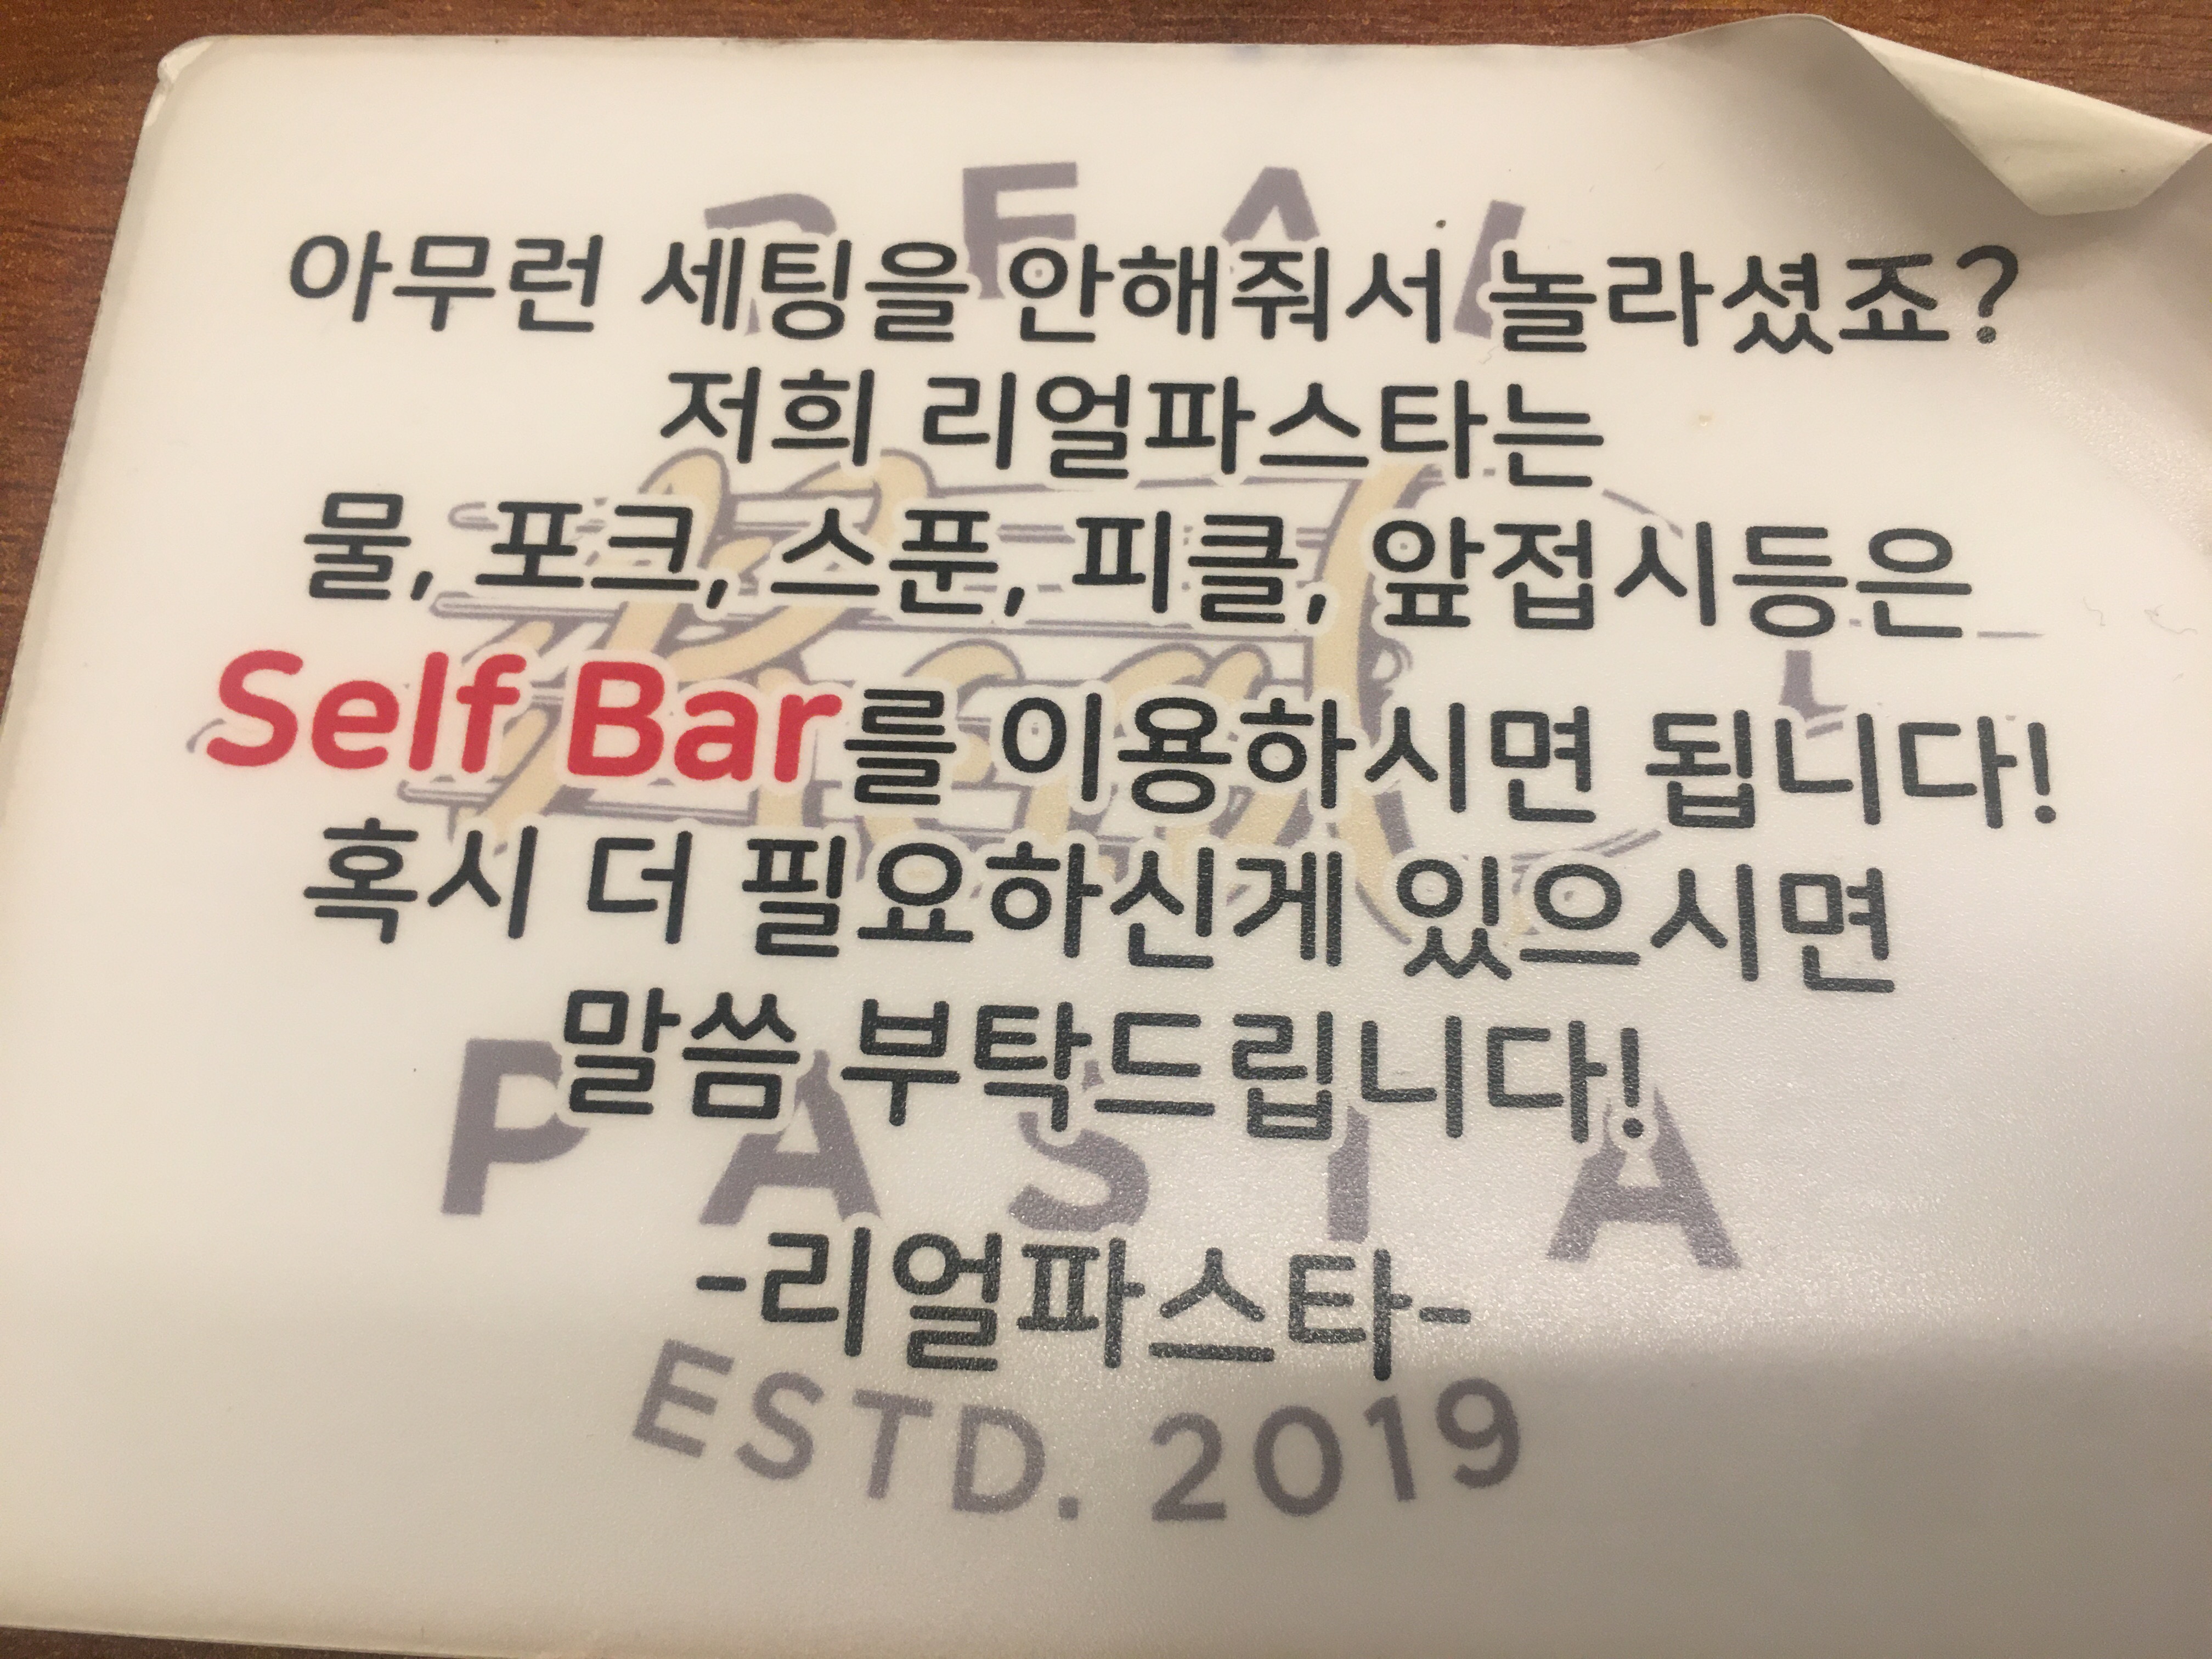 REAL
아무런 세팅을 안해줘서 놀라셨죠?
저희 리얼파스타는
물, 포크, 스푼, 피클, 앞접시등은
Self Bar를 이용하시면 됩니다!
혹시 더 필요하신게 있으시면
말씀 부탁드립니다!
PASTA
-리얼파스타-
ESTD. 2019